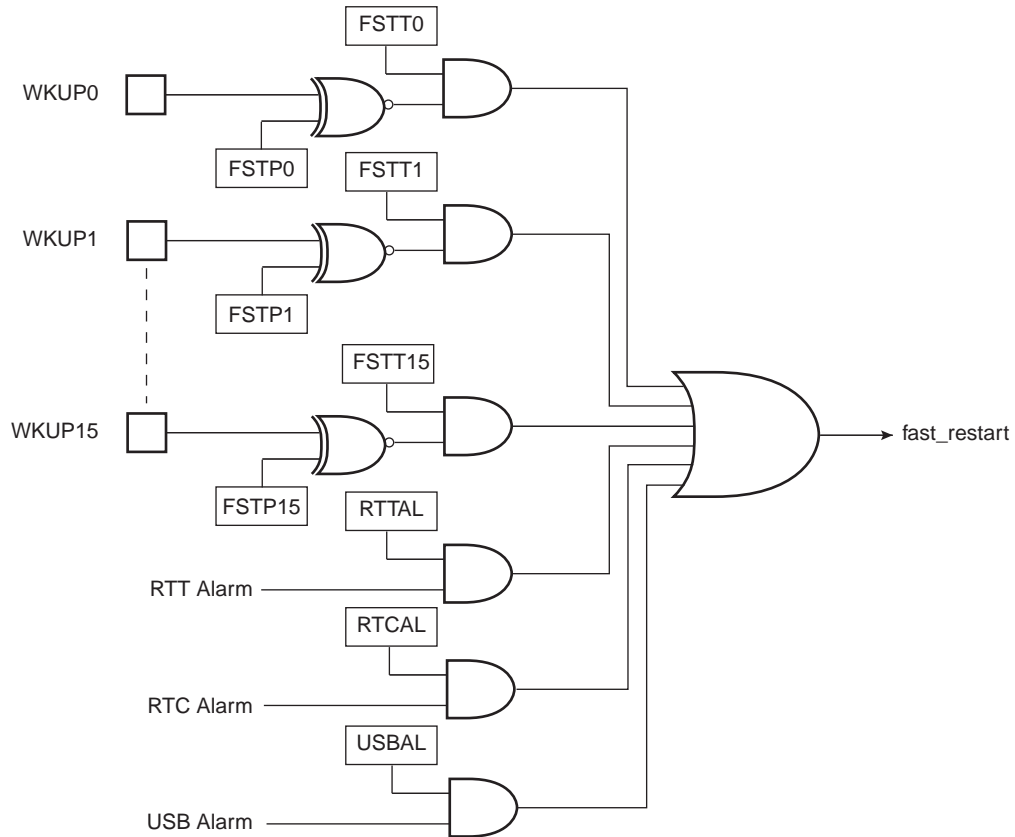 FSTT0
WKUP0
FSTP0
FSTT1
WKUP1
FSTP1
FSTT15
WKUP15
fast_restart
FSTP15
RTTAL
RTT Alarm
RTCAL
RTC Alarm
USBAL
USB Alarm